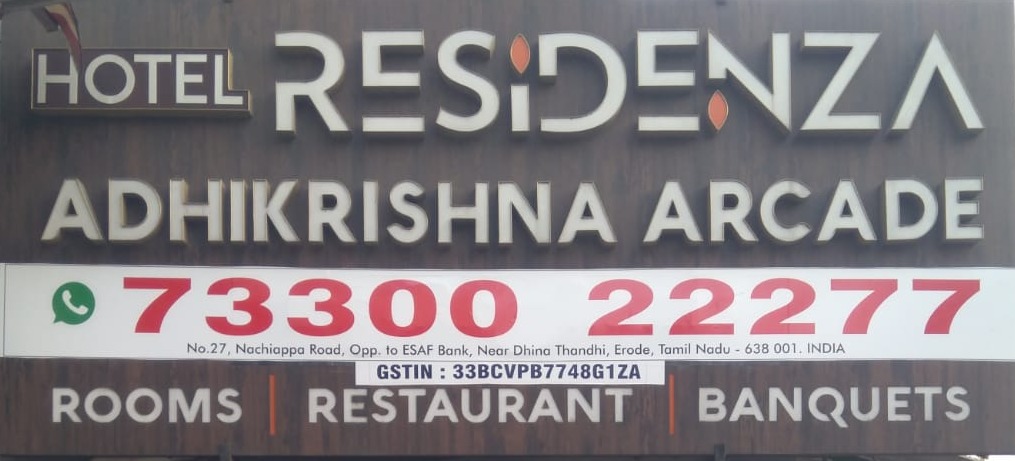 HOTEL RESIDENZA
ADHIKRISHNA ARCADE
73300 22277
No.27, Nachiappa Road, Opp. to ESAF Bank, Near Dhina Thandhi, Erode, Tamil Nadu - 638 001. INDIA
GSTIN : 33BCVPB7748G1ZA
ROOMS | RESTAURANT | BANQUETS